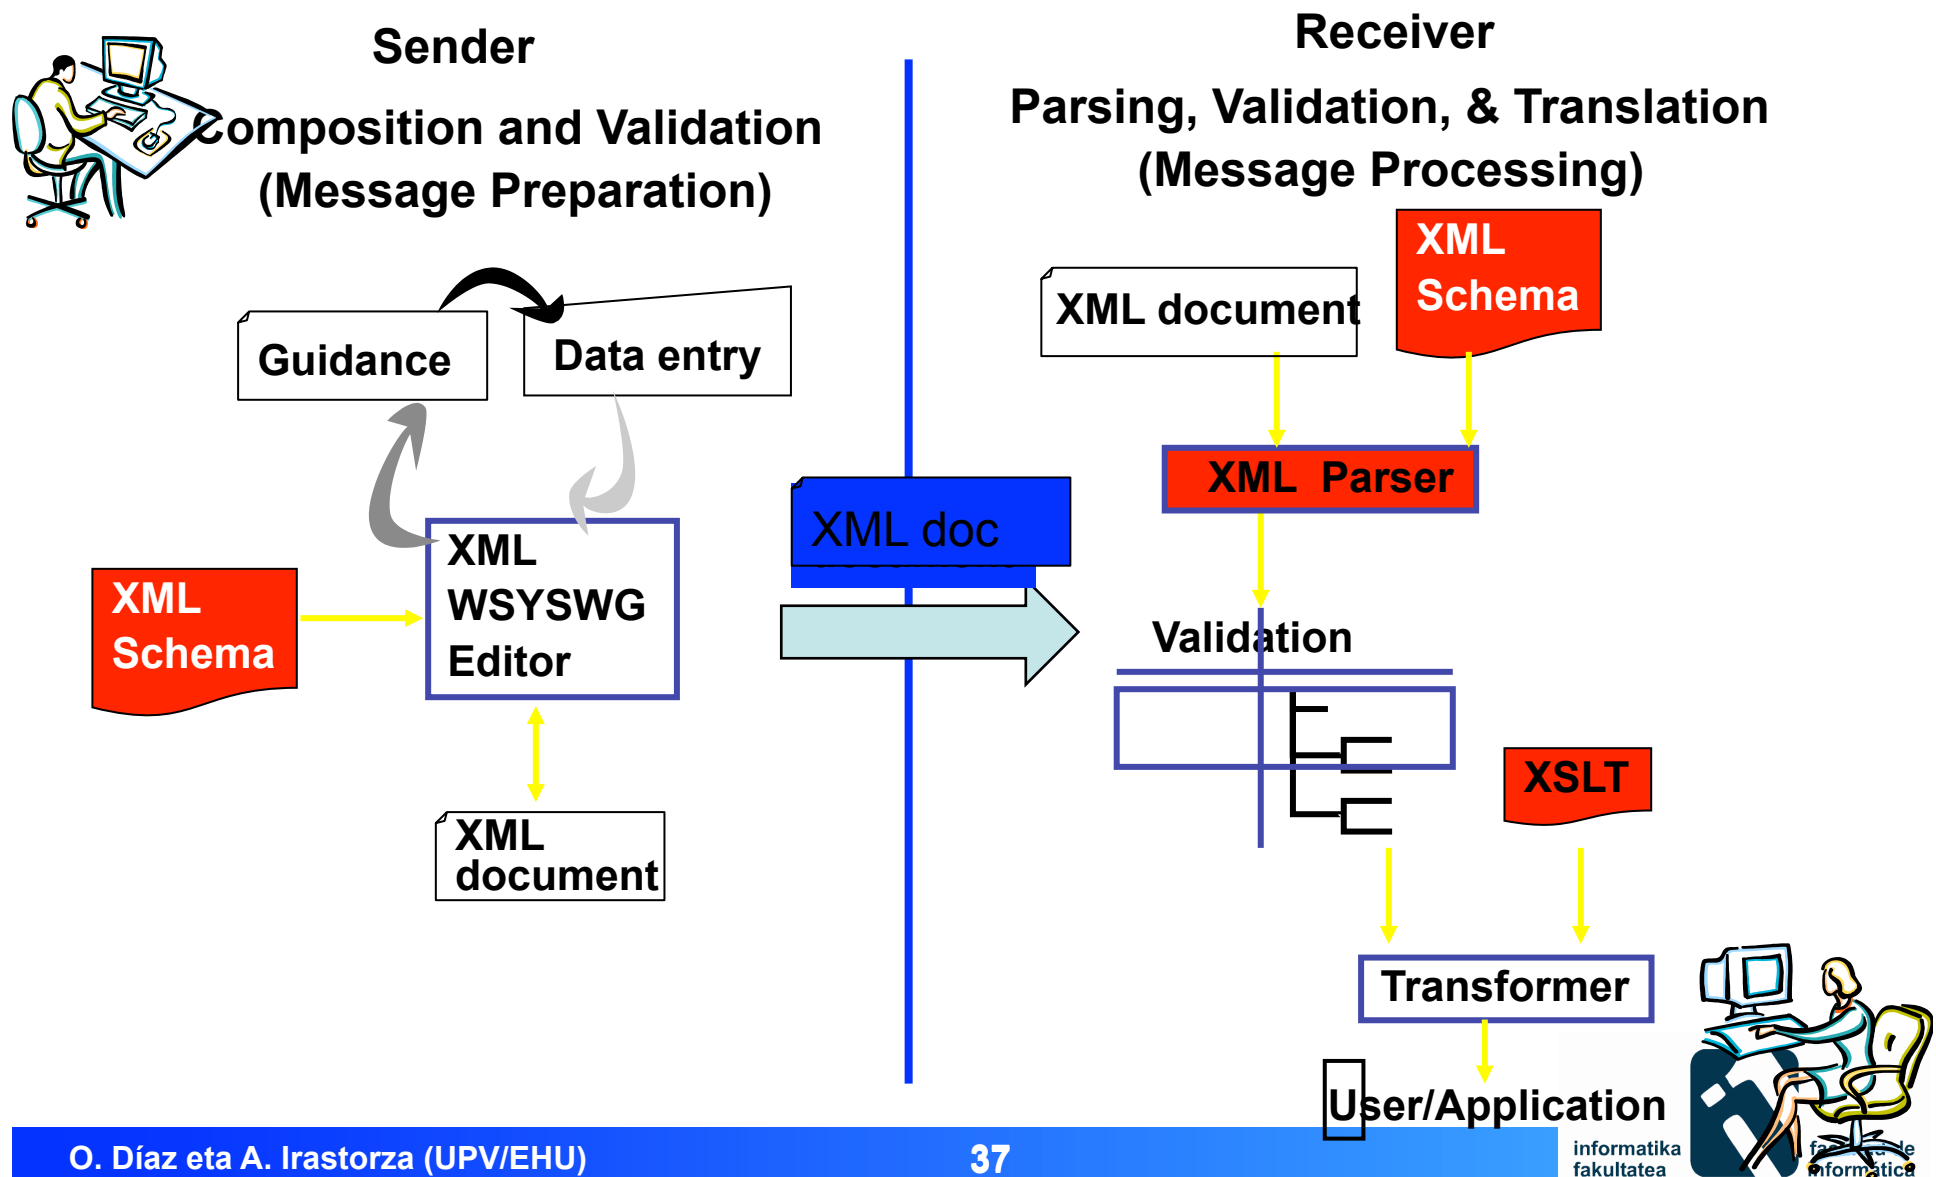 Sender
Composition and Validation
(Message Preparation)
Guidance
Data entry
XML
WSYSWG
Editor
XML
Schema
XML
document
XML doc
Receiver
Parsing, Validation, & Translation
(Message Processing)
XML document
XML
Schema
XML Parser
Validation
XSLT
Transformer
User/Application
O. Díaz eta A. Irastorza (UPV/EHU)
37
informatika
fakultatea
informática